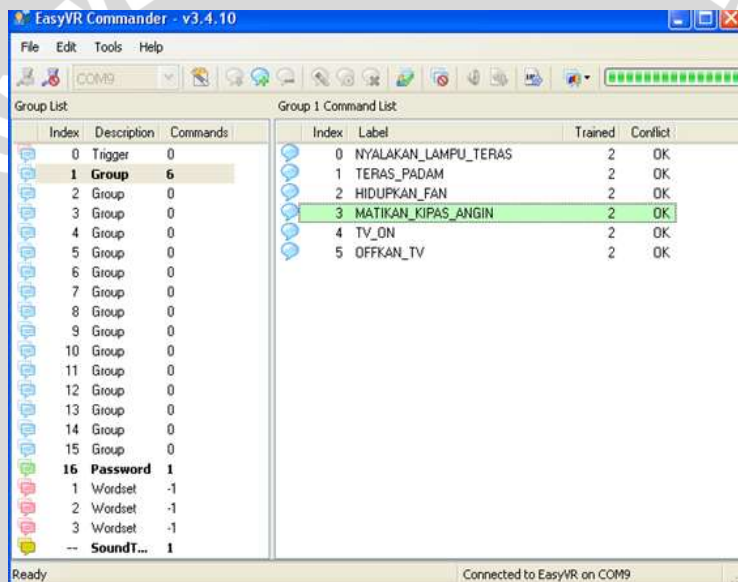 EasyVR Commander - v3.4.10
File Edit Tools Help
COM9
Group List
Index Description Commands
0 Trigger 0
1 Group 6
2 Group 0
3 Group 0
4 Group 0
5 Group 0
6 Group 0
7 Group 0
8 Group 0
9 Group 0
10 Group 0
11 Group 0
12 Group 0
13 Group 0
14 Group 0
15 Group 0
16 Password 1
1 Wordset -1
2 Wordset -1
3 Wordset -1
-- SoundT... 1
Group 1 Command List
Index Label Trained Conflict
0 NYALAKAN_LAMPU_TERAS 2 OK
1 TERAS_PADAM 2 OK
2 HIDUPKAN_FAN 2 OK
3 MATIKAN_KIPAS_ANGIN 2 OK
4 TV_ON 2 OK
5 OFFKAN_TV 2 OK
Ready Connected to EasyVR on COM9